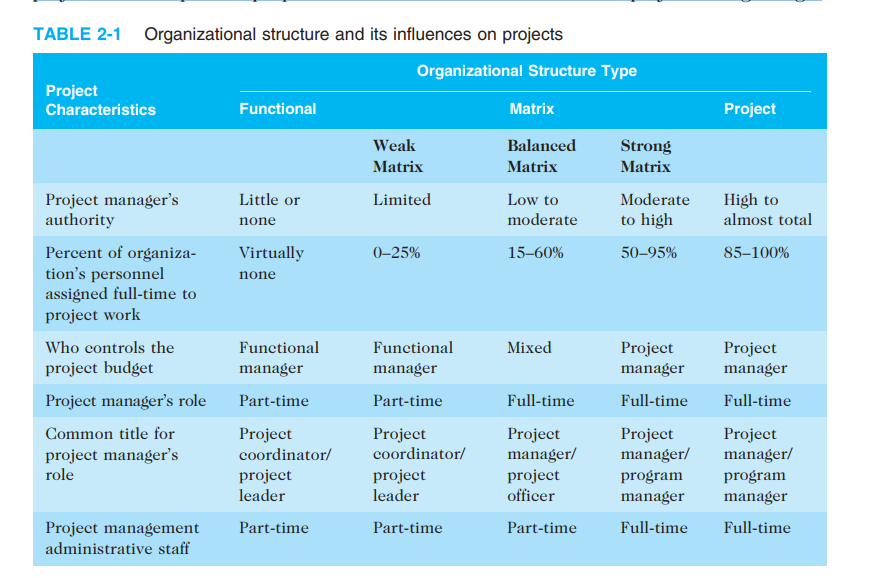 TABLE 2-1 Organizational structure and its influences on projects
Organizational Structure Type
Project
Characteristics Functional Matrix Project
Weak Balanced Strong
Matrix Matrix Matrix
Project manager's Little or Limited Low to Moderate High to
authority none moderate to high almost total
Percent of organiza- Virtually 0–25% 15–60% 50–95% 85–100%
tion's personnel none
assigned full-time to
project work
Who controls the Functional Functional Mixed Project Project
project budget manager manager manager manager
Project manager's role Part-time Part-time Full-time Full-time Full-time
Common title for Project Project Project Project Project
project manager's coordinator/ coordinator/ manager/ manager/ manager/
role project project project program program
leader leader officer manager manager
Project management Part-time Part-time Part-time Full-time Full-time
administrative staff